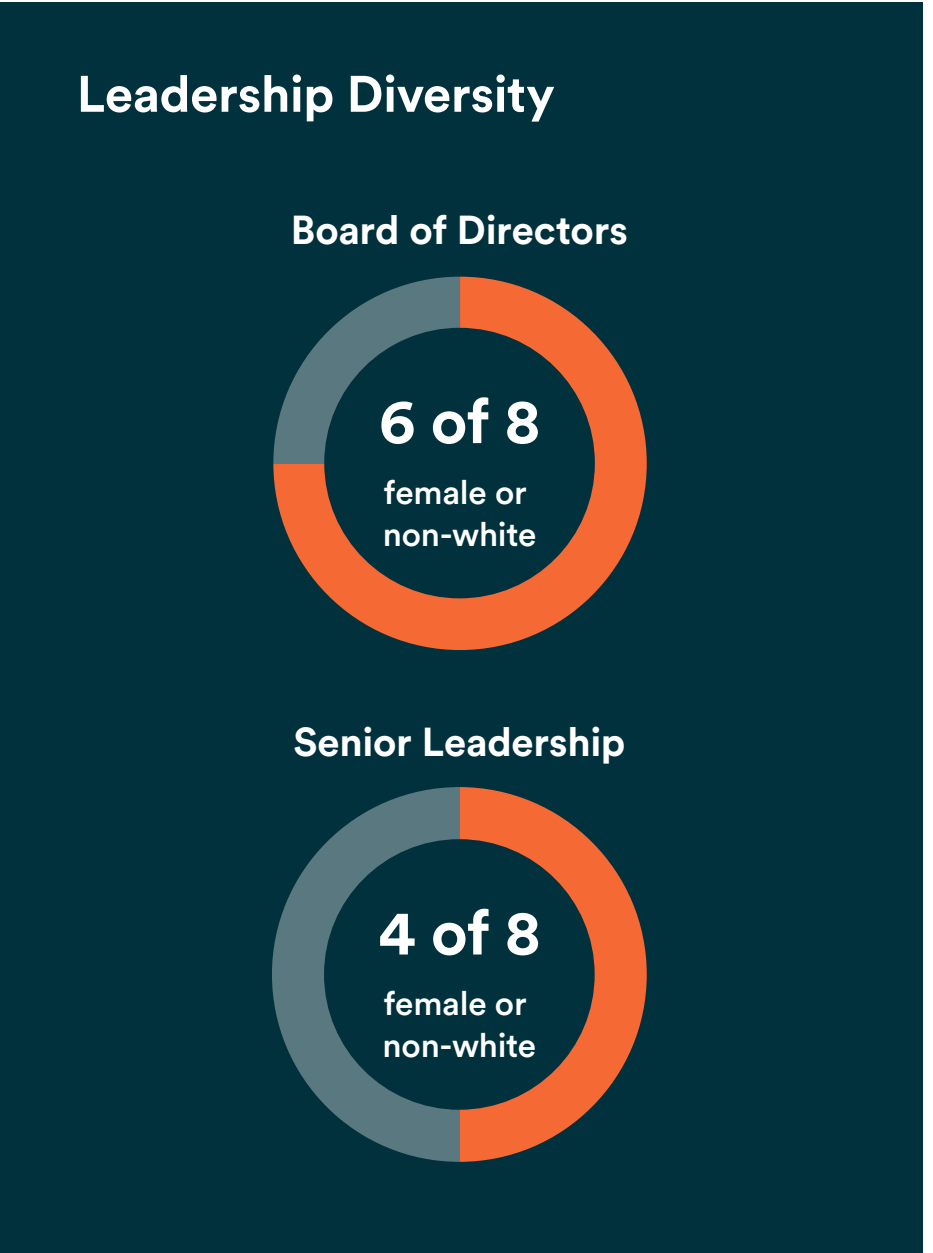 Leadership Diversity
Board of Directors
6 of 8
female or
non-white
Senior Leadership
4 of 8
female or
non-white